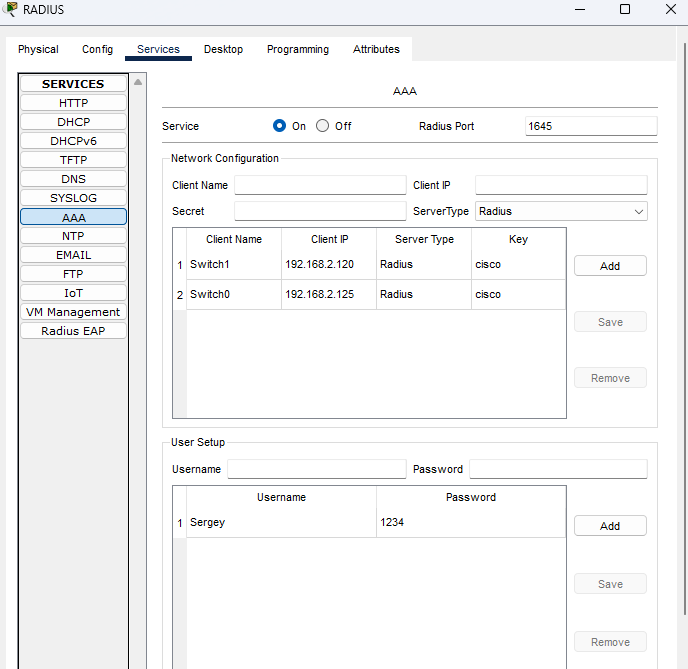 RADIUS
Physical Config Services Desktop Programming Attributes
SERVICES
HTTP
DHCP
DHCPv6
TFTP
DNS
SYSLOG
AAA
NTP
EMAIL
FTP
IoT
VM Management
Radius EAP
AAA
Service On Off Radius Port 1645
Network Configuration
Client Name Client IP
Secret ServerType Radius
Client Name Client IP Server Type Key
1 Switch1 192.168.2.120 Radius cisco
2 Switch0 192.168.2.125 Radius cisco
Add
Save
Remove
User Setup
Username Password
Username Password
1 Sergey 1234
Add
Save
Remove